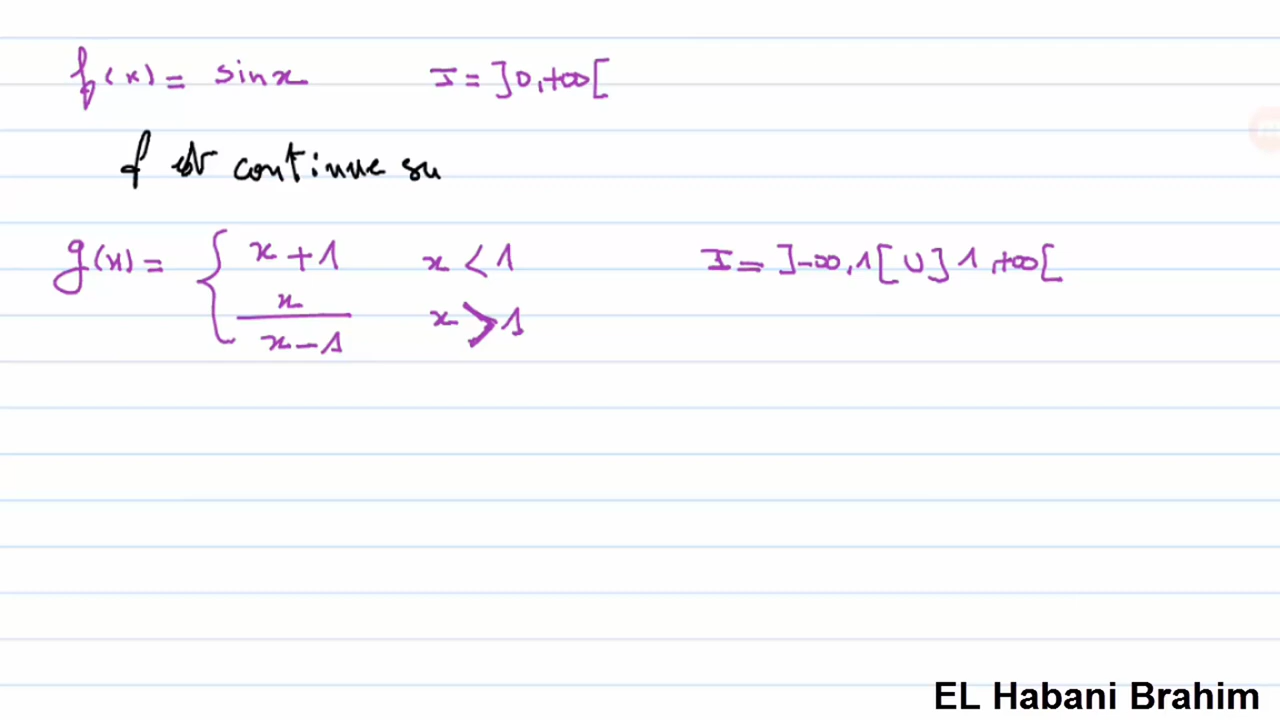 f(x) = sin x I = ]0, +∞[
f est continue su
g(x) = { x + 1 x < 1 I = ]-∞, 1[ ∪ ]1, +∞[
x
x - 1 x > 1
EL Habani Brahim